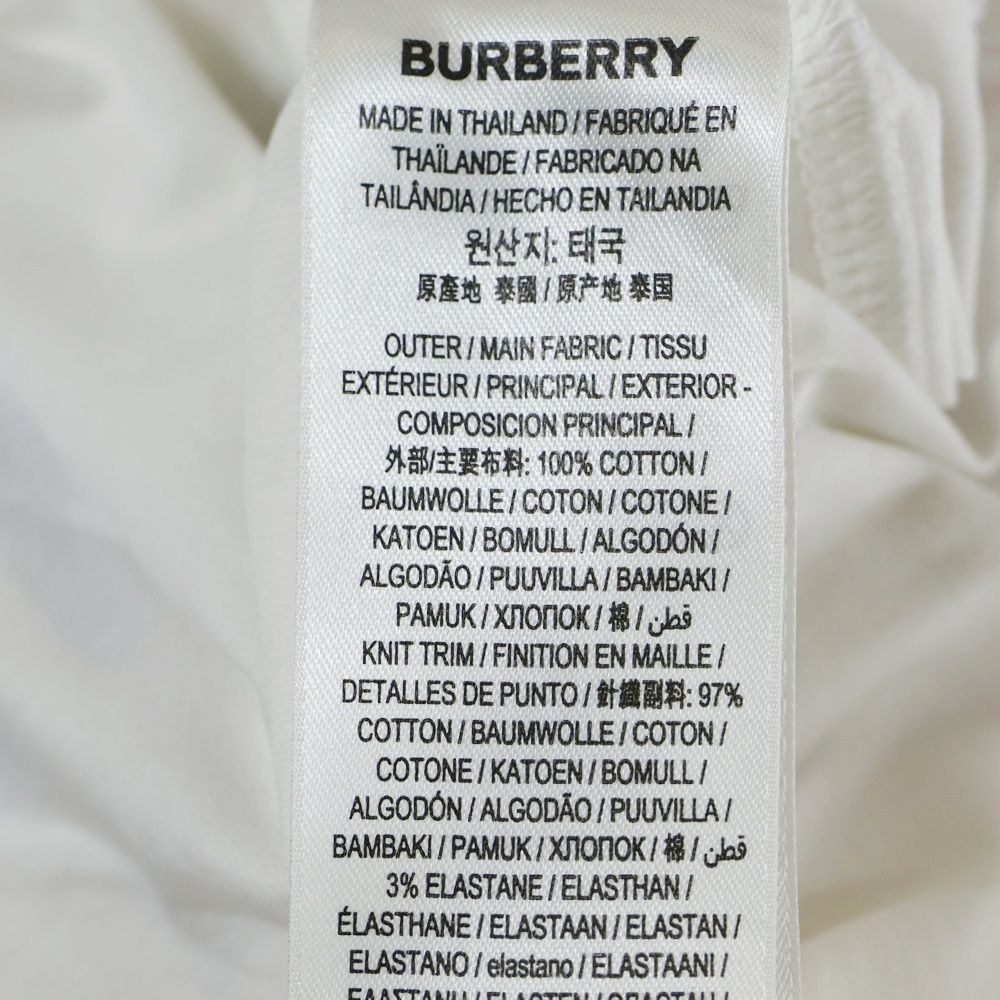 BURBERRY
MADE IN THAILAND / FABRIQUÉ EN
THAÏLANDE / FABRICADO NA
TAILÂNDIA / HECHO EN TAILANDIA
원산지: 태국
原產地 泰國 / 原产地 泰国
OUTER / MAIN FABRIC / TISSU
EXTÉRIEUR / PRINCIPAL / EXTERIOR -
COMPOSICION PRINCIPAL /
外部/主要布料: 100% COTTON /
BAUMWOLLE / COTON / COTONE /
KATOEN / BOMULL / ALGODÓN /
ALGODÃO / PUUVILLA / BAMBAKI /
PAMUK / ХЛОПОК / 棉 / قطن
KNIT TRIM / FINITION EN MAILLE /
DETALLES DE PUNTO / 針織副料: 97%
COTTON / BAUMWOLLE / COTON /
COTONE / KATOEN / BOMULL /
ALGODÓN / ALGODÃO / PUUVILLA /
BAMBAKI / PAMUK / ХЛОПОК / 棉 / قطن
3% ELASTANE / ELASTHAN /
ÉLASTHANE / ELASTAAN / ELASTAN /
ELASTANO / elastano / ELASTAANI /